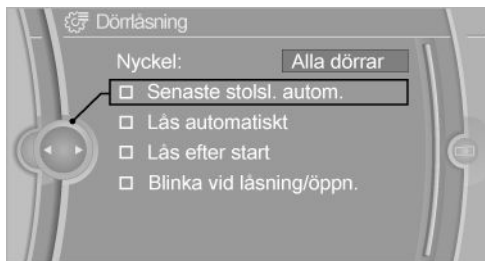 Dörrlåsning
Nyckel: Alla dörrar
Senaste stolsl. autom.
Lås automatiskt
Lås efter start
Blinka vid låsning/öppn.